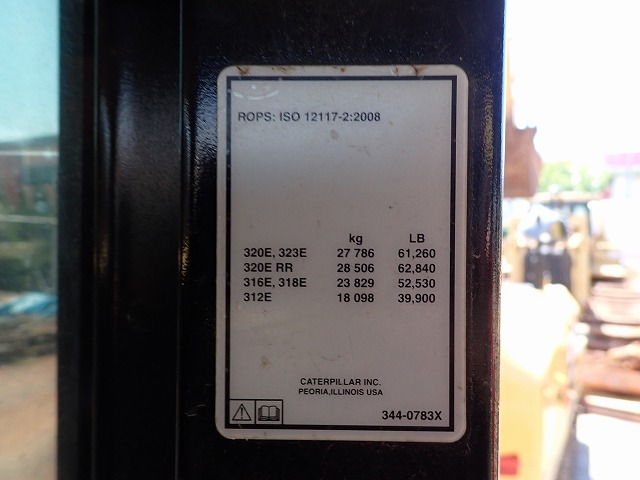 ROPS: ISO 12117-2:2008
kg LB
320E, 323E 27 786 61,260
320E RR 28 506 62,840
316E, 318E 23 829 52,530
312E 18 098 39,900
CATERPILLAR INC.
PEORIA,ILLINOIS USA
344-0783X